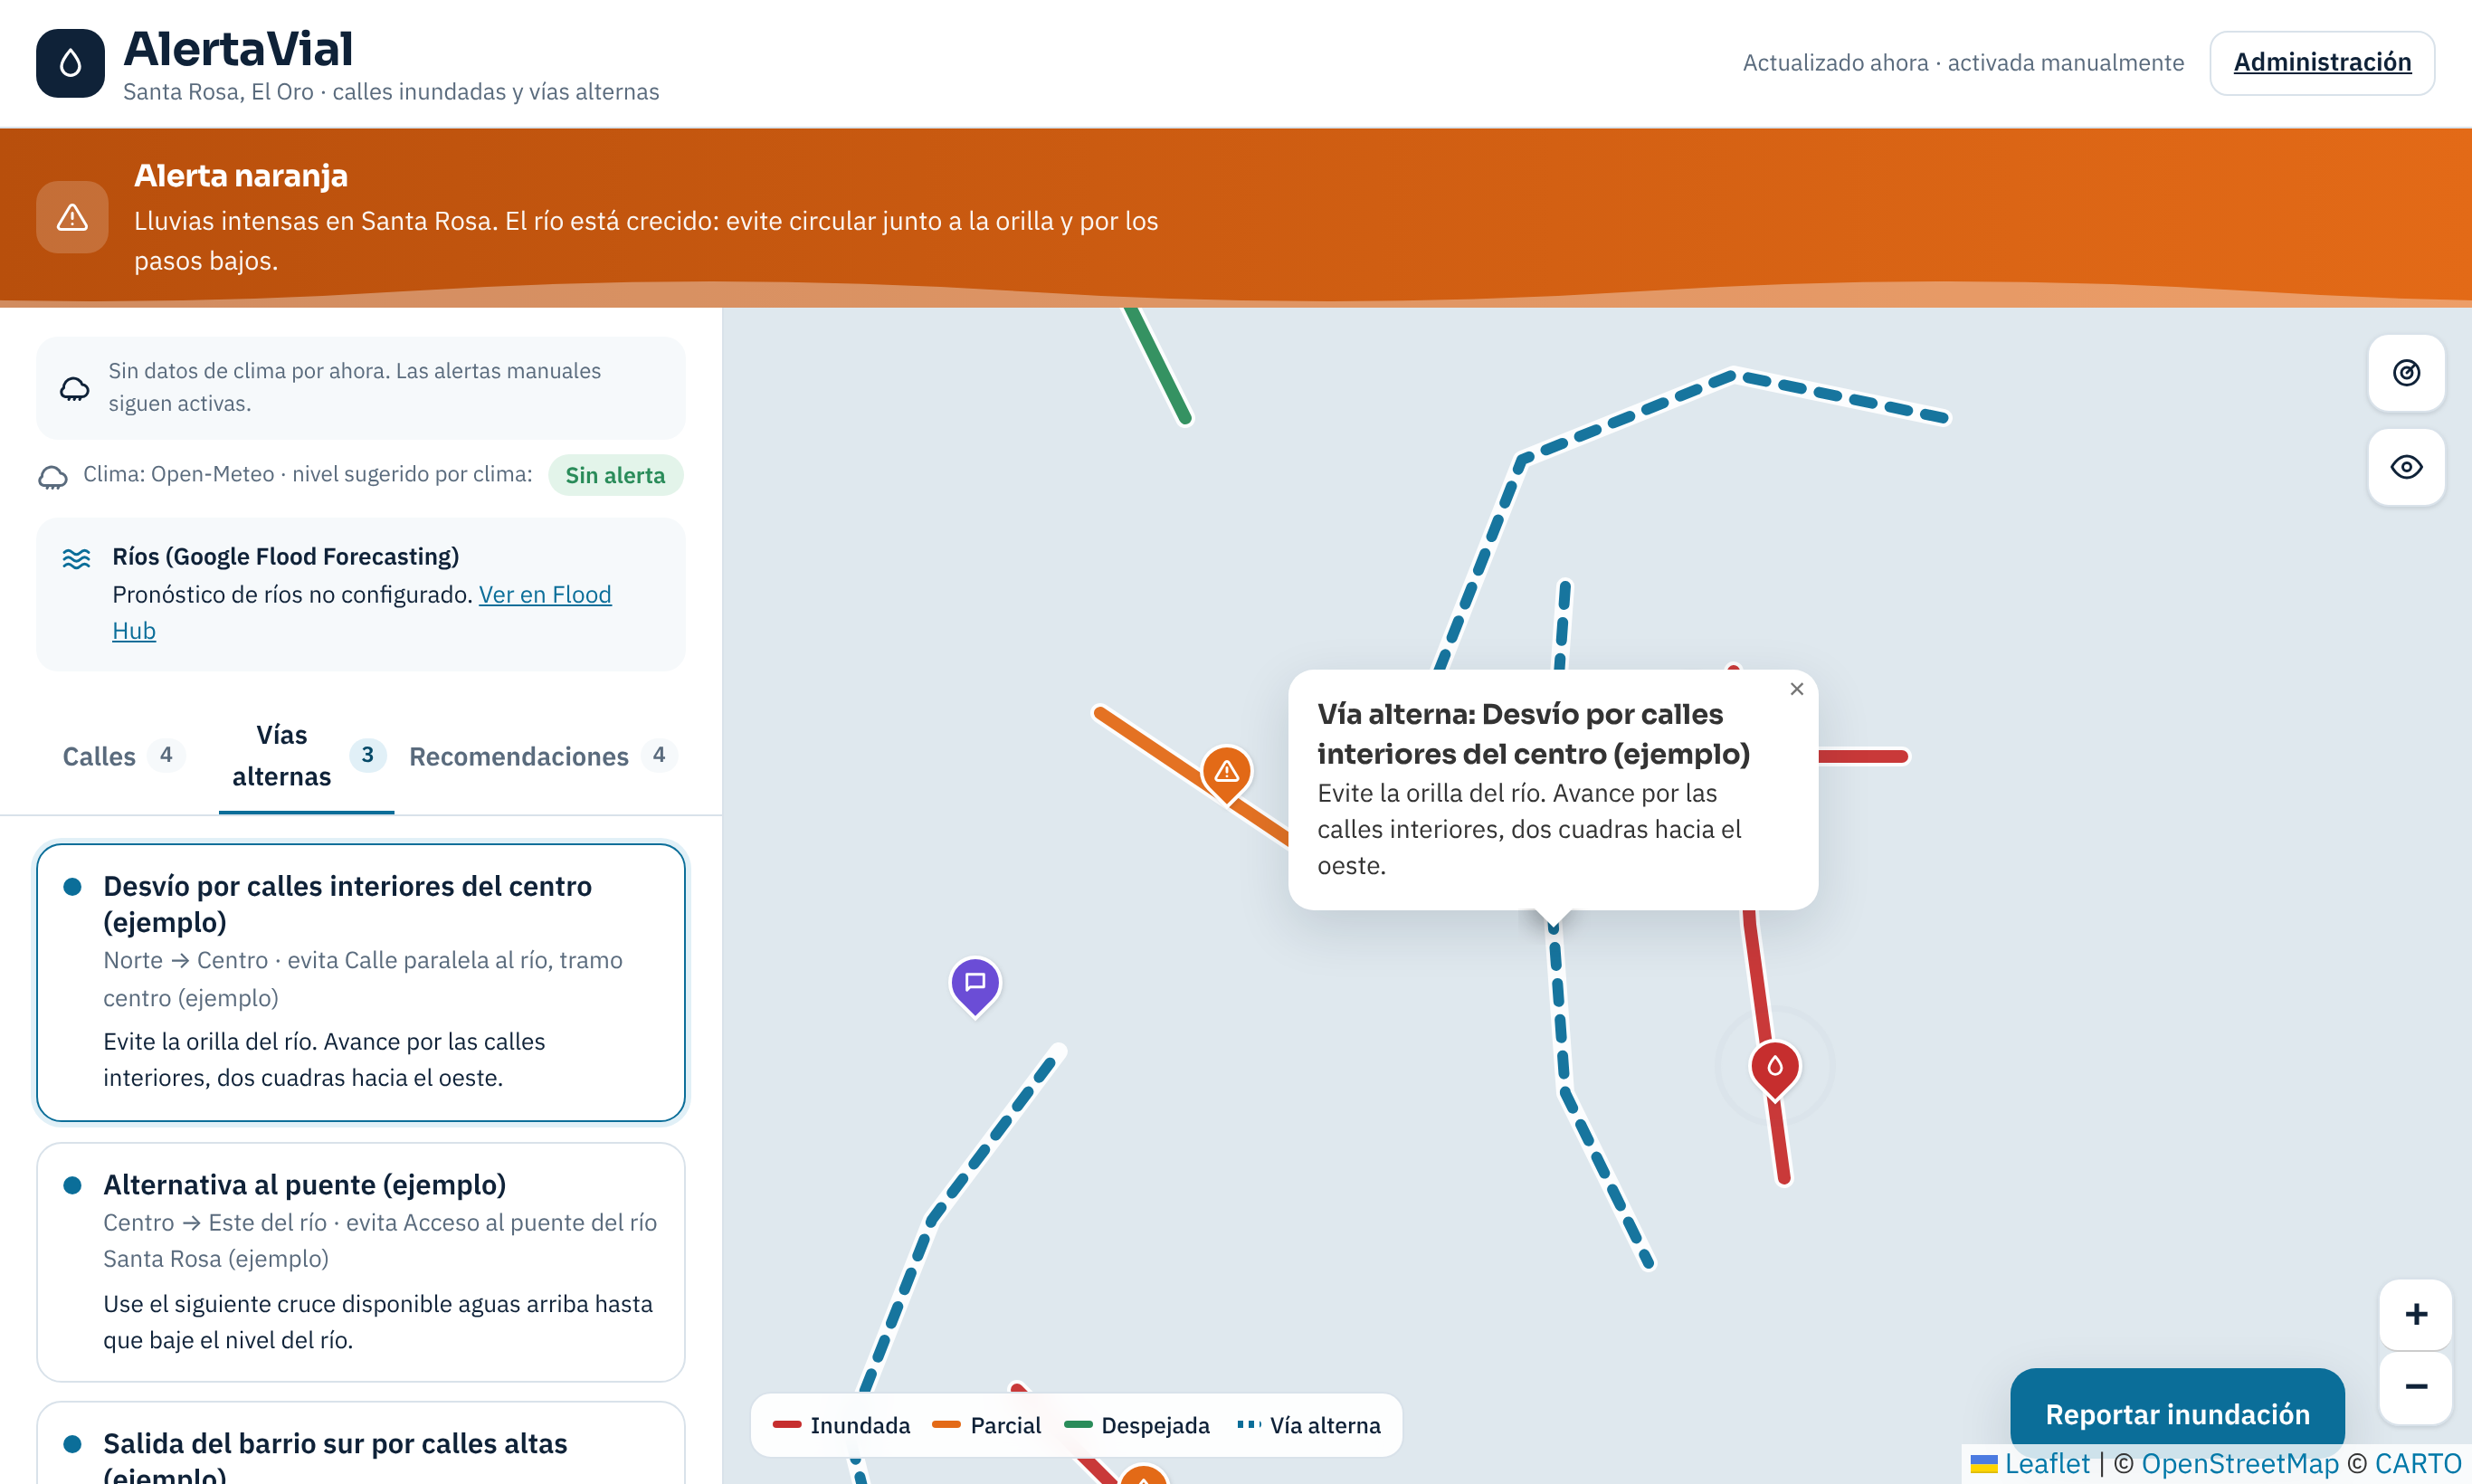 AlertaVial
Santa Rosa, El Oro · calles inundadas y vías alternas
Actualizado ahora · activada manualmente
Administración
Alerta naranja
Lluvias intensas en Santa Rosa. El río está crecido: evite circular junto a la orilla y por los
pasos bajos.
Sin datos de clima por ahora. Las alertas manuales
siguen activas.
Clima: Open-Meteo · nivel sugerido por clima:
Sin alerta
Ríos (Google Flood Forecasting)
Pronóstico de ríos no configurado. Ver en Flood
Hub
Calles 4
Vías
alternas 3
Recomendaciones 4
Desvío por calles interiores del centro
(ejemplo)
Norte → Centro · evita Calle paralela al río, tramo
centro (ejemplo)
Evite la orilla del río. Avance por las calles
interiores, dos cuadras hacia el oeste.
Alternativa al puente (ejemplo)
Centro → Este del río · evita Acceso al puente del río
Santa Rosa (ejemplo)
Use el siguiente cruce disponible aguas arriba hasta
que baje el nivel del río.
Salida del barrio sur por calles altas
(ejemplo)
Vía alterna: Desvío por calles
interiores del centro (ejemplo)
Evite la orilla del río. Avance por las
calles interiores, dos cuadras hacia el
oeste.
×
Inundada
Parcial
Despejada
Vía alterna
+
−
Reportar inundación
Leaflet | © OpenStreetMap © CARTO